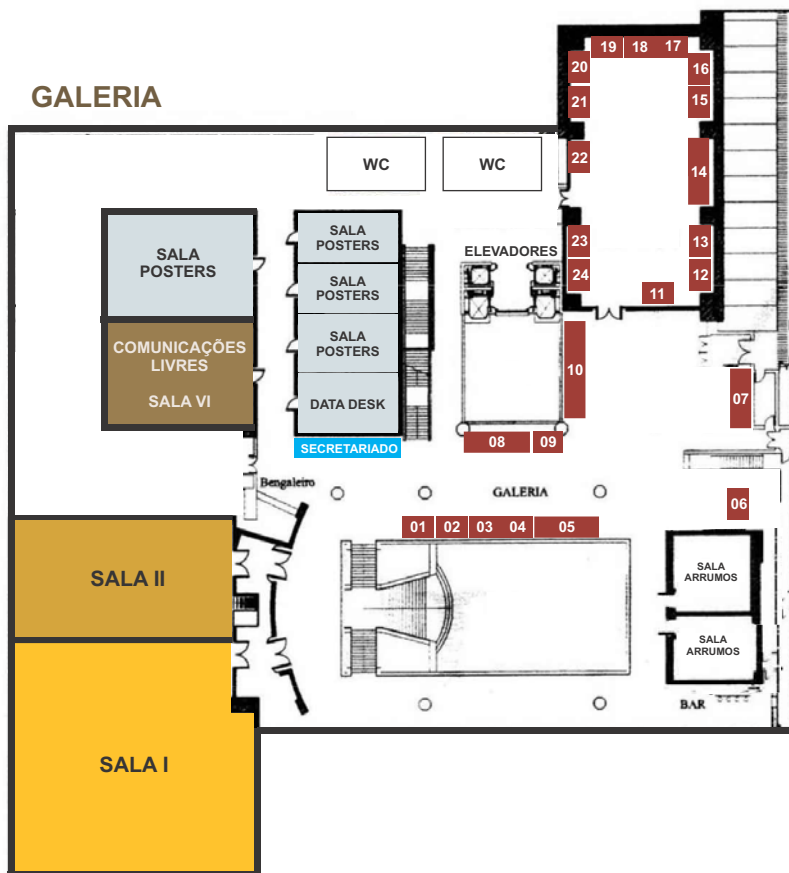 GALERIA
19
18
17
20
16
21
15
WC
WC
22
14
SALA
POSTERS
SALA
POSTERS
ELEVADORES
23
13
24
12
11
SALA
POSTERS
COMUNICAÇÕES
LIVRES
SALA VI
SALA
POSTERS
10
07
DATA DESK
08
09
SECRETARIADO
Bengaleiro
GALERIA
06
01
02
03
04
05
SALA II
SALA
ARRUMOS
SALA
ARRUMOS
BAR
SALA I